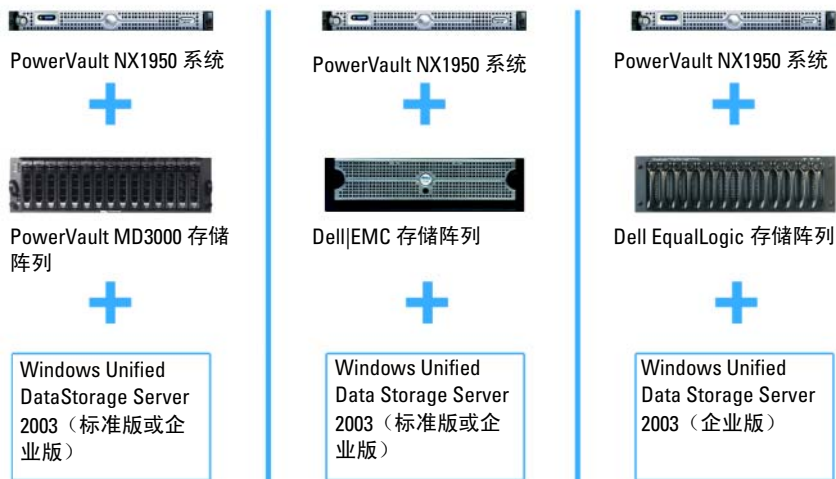 PowerVault NX1950 系统
PowerVault MD3000 存储
阵列
Windows Unified
DataStorage Server
2003（标准版或企
业版）
PowerVault NX1950 系统
Dell|EMC 存储阵列
Windows Unified
Data Storage Server
2003（标准版或企
业版）
PowerVault NX1950 系统
Dell EqualLogic 存储阵列
Windows Unified
Data Storage Server
2003（企业版）